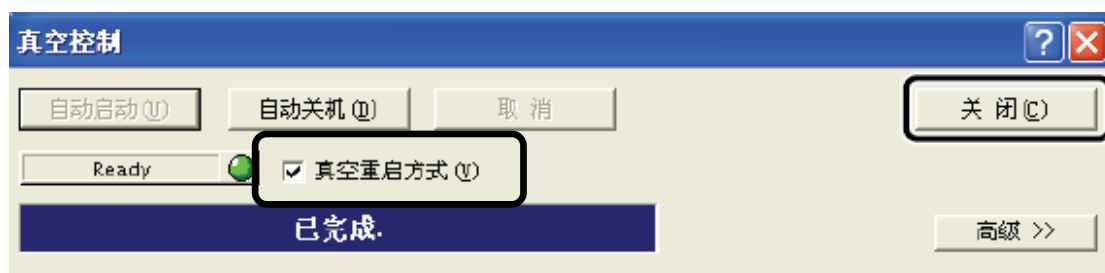 真空控制
自动启动(U) 自动关机(D) 取 消 关 闭(C)
Ready 真空重启方式(V)
已完成.
高级 >>